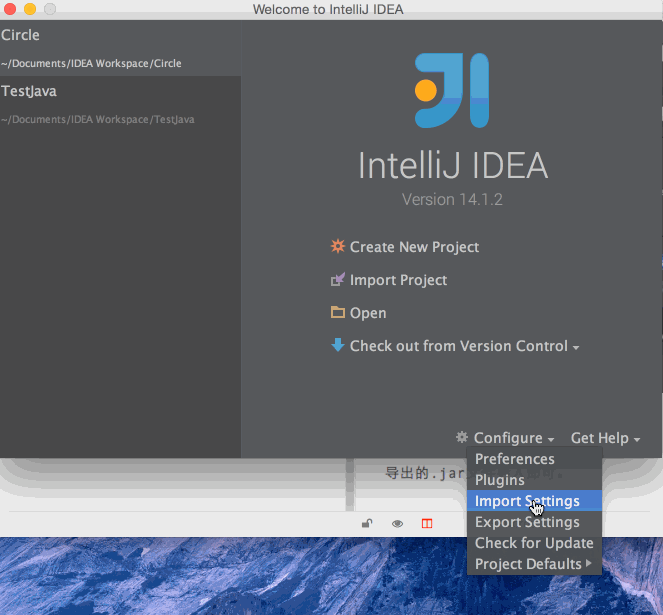 Welcome to IntelliJ IDEA
Circle
~/Documents/IDEA Workspace/Circle
TestJava
~/Documents/IDEA Workspace/TestJava
IntelliJ IDEA
Version 14.1.2
Create New Project
Import Project
Open
Check out from Version Control
Configure
Get Help
Preferences
Plugins
Import Settings
Export Settings
Check for Update
Project Defaults
导出的.jar